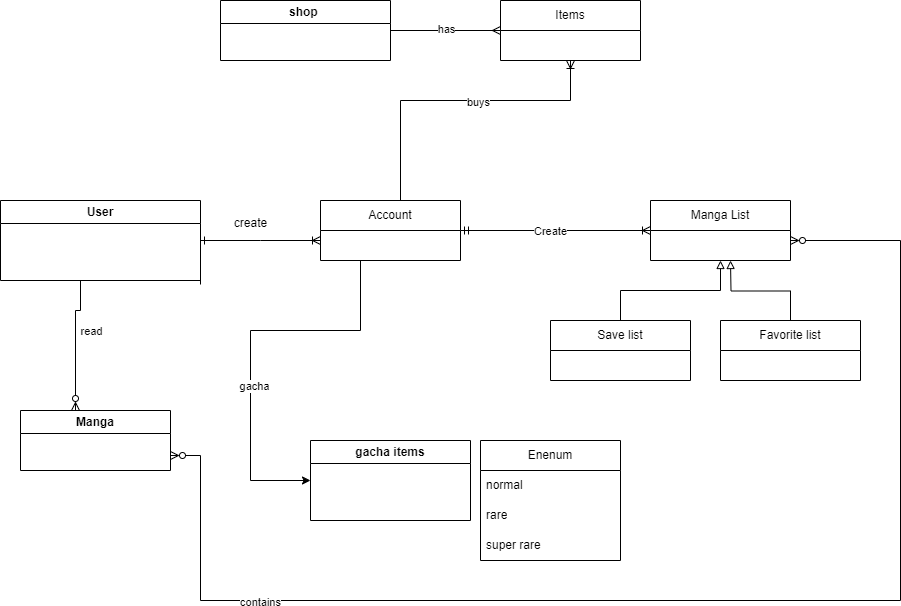 shop
Items
has
buys
User
create
Account
Create
Manga List
read
Save list
Favorite list
gacha
Manga
gacha items
Enenum
normal
rare
super rare
contains